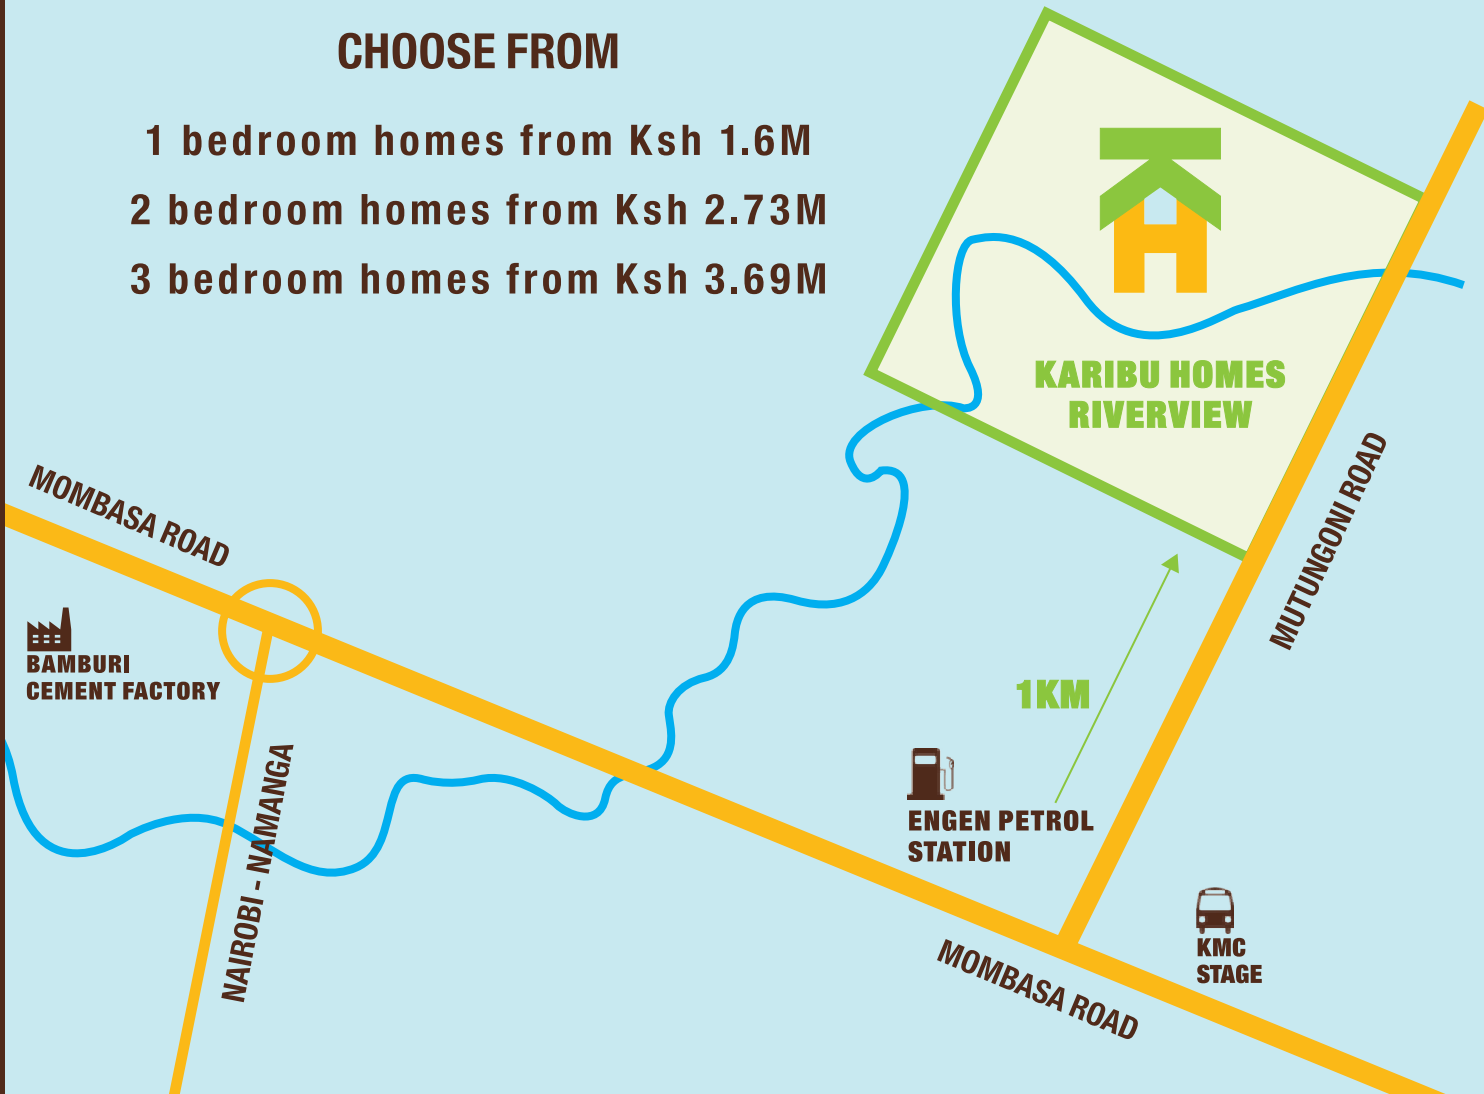 CHOOSE FROM
1 bedroom homes from Ksh 1.6M
2 bedroom homes from Ksh 2.73M
3 bedroom homes from Ksh 3.69M
KH
KARIBU HOMES
RIVERVIEW
MOMBASA ROAD
MUTUNGONI ROAD
BAMBURI
CEMENT FACTORY
1KM
NAIROBI - NAMANGA
ENGEN PETROL
STATION
KMC
STAGE
MOMBASA ROAD